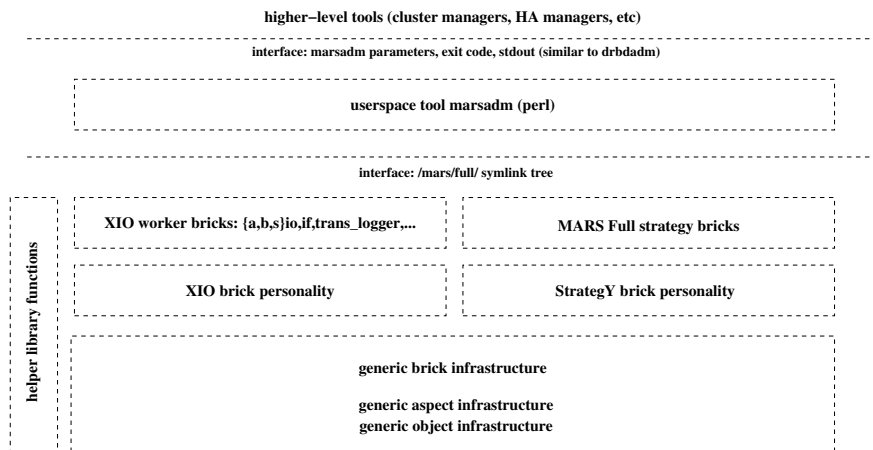 higher−level tools (cluster managers, HA managers, etc)
interface: marsadm parameters, exit code, stdout (similar to drbdadm)
userspace tool marsadm (perl)
interface: /mars/full/ symlink tree
helper library functions
XIO worker bricks: {a,b,s}io,if,trans_logger,...
MARS Full strategy bricks
XIO brick personality
StrategY brick personality
generic brick infrastructure
generic aspect infrastructure
generic object infrastructure